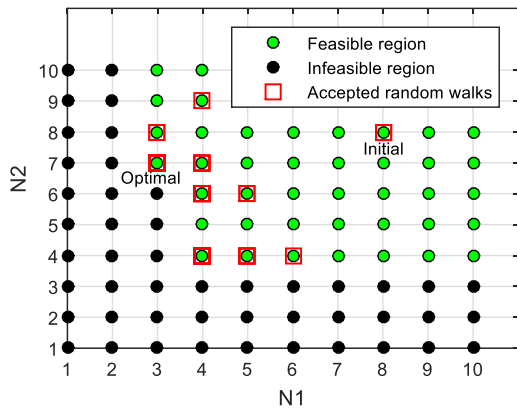 Feasible region
Infeasible region
Accepted random walks
10
9
8
7
6
5
4
3
2
1
N2
Initial
Optimal
1 2 3 4 5 6 7 8 9 10
N1